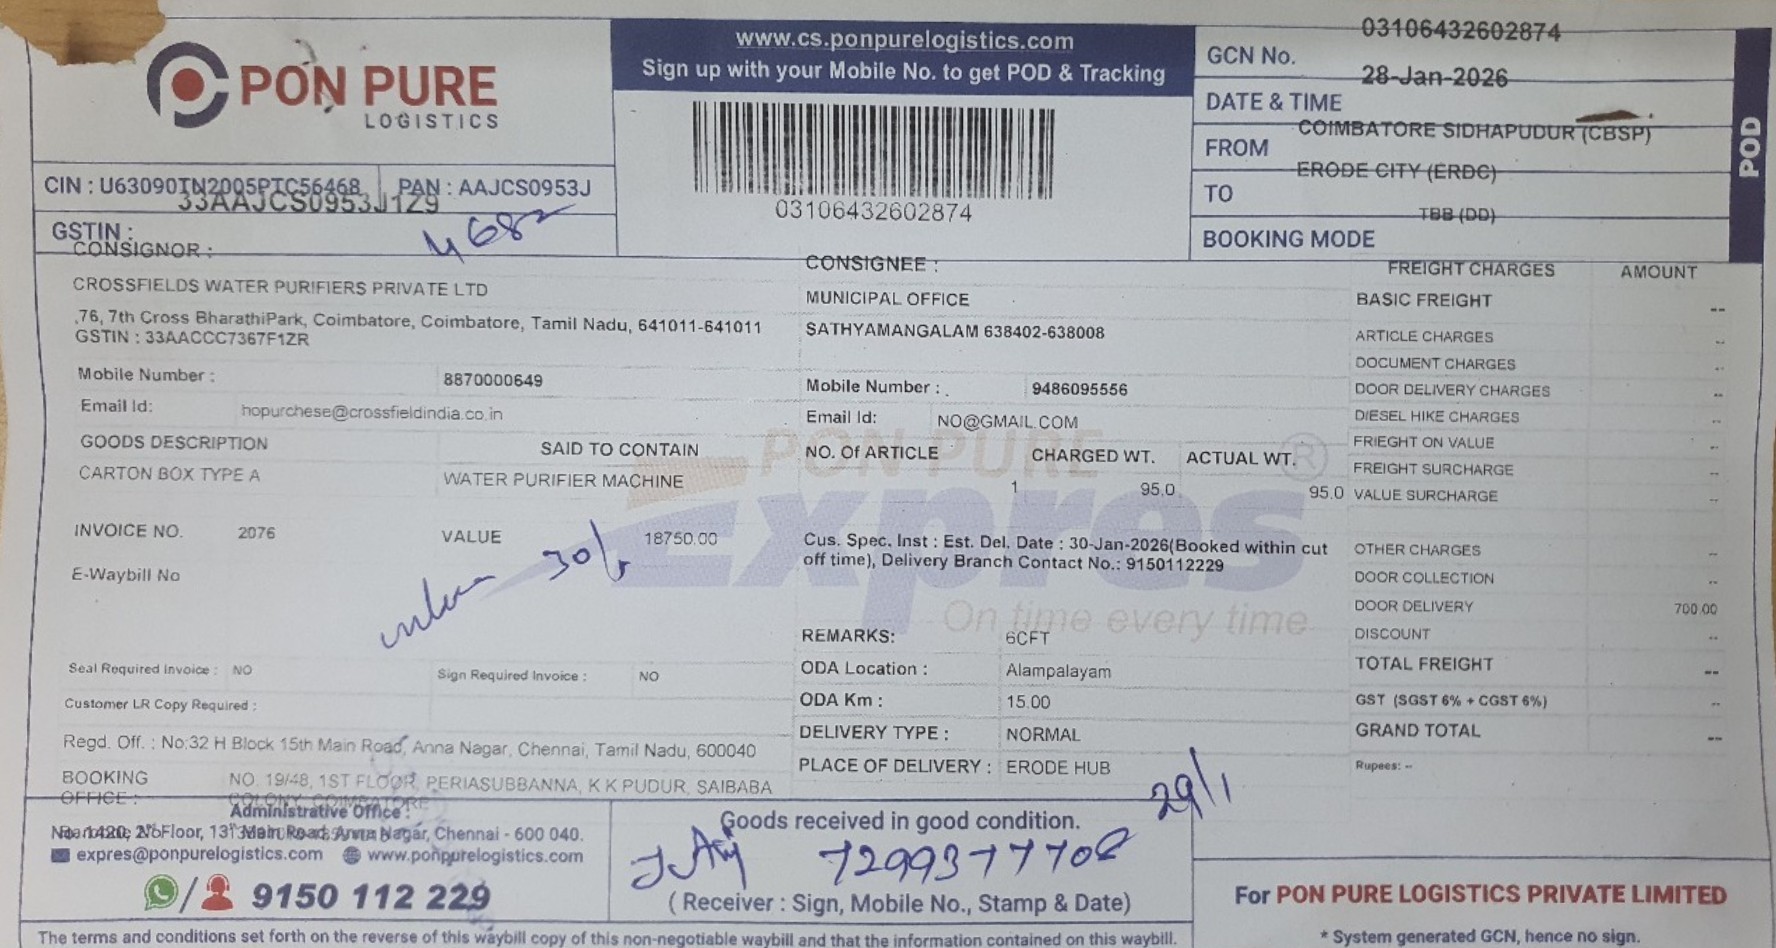 PON PURE
LOGISTICS
CIN : U63090TN2005PTC56468 PAN : AAJCS0953J
33AAJCS0953J1Z9
GSTIN :
4682
www.cs.ponpurelogistics.com
Sign up with your Mobile No. to get POD & Tracking
03106432602874
GCN No. 03106432602874
DATE & TIME 28-Jan-2026
FROM COIMBATORE SIDHAPUDUR (CBSP)
TO ERODE CITY (ERDC)
BOOKING MODE TBB (DD)
POD
CONSIGNOR :
CROSSFIELDS WATER PURIFIERS PRIVATE LTD
,76, 7th Cross BharathiPark, Coimbatore, Coimbatore, Tamil Nadu, 641011-641011
GSTIN : 33AACCC7367F1ZR
Mobile Number : 8870000649
Email Id: hopurchese@crossfieldindia.co.in
GOODS DESCRIPTION SAID TO CONTAIN
CARTON BOX TYPE A WATER PURIFIER MACHINE
INVOICE NO. 2076 VALUE 18750.00
E-Waybill No
30/
Seal Required Invoice : NO Sign Required Invoice : NO
Customer LR Copy Required :
Regd. Off. : No:32 H Block 15th Main Road, Anna Nagar, Chennai, Tamil Nadu, 600040
BOOKING NO. 19/48, 1ST FLOOR, PERIASUBBANNA, K K PUDUR, SAIBABA
OFFICE : COLONY, COIMBATORE
CONSIGNEE :
MUNICIPAL OFFICE
SATHYAMANGALAM 638402-638008
Mobile Number : 9486095556
Email Id: NO@GMAIL.COM
NO. Of ARTICLE CHARGED WT. ACTUAL WT.
1 95.0 95.0
Cus. Spec. Inst : Est. Del. Date : 30-Jan-2026(Booked within cut
off time), Delivery Branch Contact No.: 9150112229
PON PURE
Expres
On time every time
REMARKS: 6CFT
ODA Location : Alampalayam
ODA Km : 15.00
DELIVERY TYPE : NORMAL
PLACE OF DELIVERY : ERODE HUB
FREIGHT CHARGES AMOUNT
BASIC FREIGHT --
ARTICLE CHARGES --
DOCUMENT CHARGES --
DOOR DELIVERY CHARGES --
DIESEL HIKE CHARGES --
FRIEGHT ON VALUE --
FREIGHT SURCHARGE --
VALUE SURCHARGE --
OTHER CHARGES --
DOOR COLLECTION --
DOOR DELIVERY 700.00
DISCOUNT --
TOTAL FREIGHT --
GST (SGST 6% + CGST 6%) --
GRAND TOTAL --
Rupees: --
Administrative Office :
Floor, Main Road, Anna Nagar, Chennai - 600 040.
expres@ponpurelogistics.com www.ponpurelogistics.com
/ 9150 112 229
29/1
Goods received in good condition.
7299377708
( Receiver : Sign, Mobile No., Stamp & Date)
For PON PURE LOGISTICS PRIVATE LIMITED
The terms and conditions set forth on the reverse of this waybill copy of this non-negotiable waybill and that the information contained on this waybill.
* System generated GCN, hence no sign.